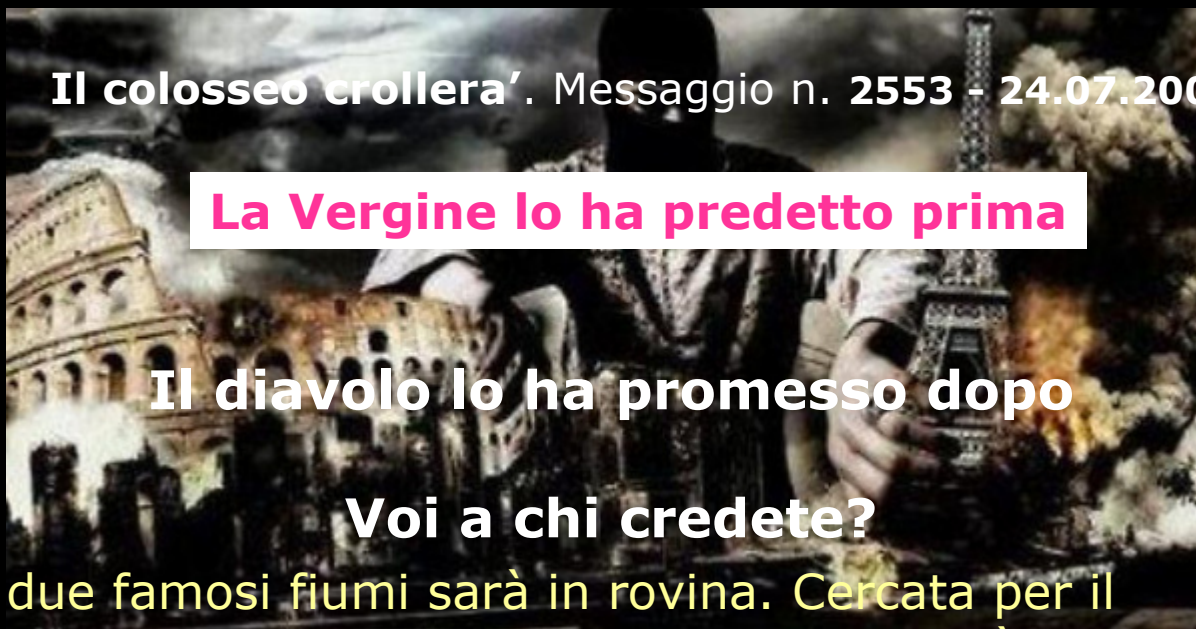 Il colosseo crollera’. Messaggio n. 2553 - 24.07.200
La Vergine lo ha predetto prima
Il diavolo lo ha promesso dopo
Voi a chi credete?
due famosi fiumi sarà in rovina. Cercata per il